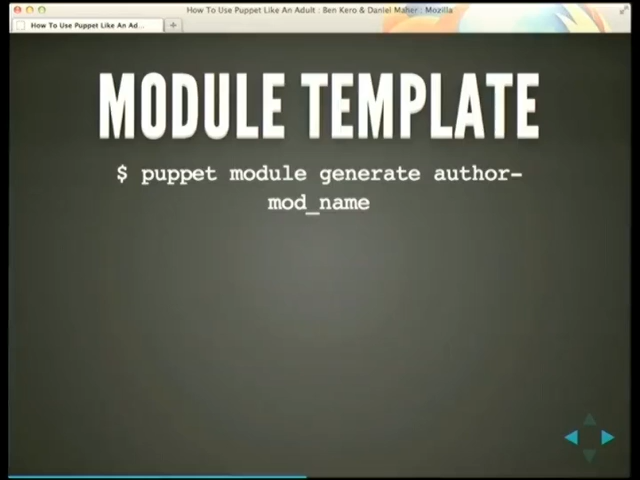 How To Use Puppet Like An Adult : Ben Kero & Daniel Maher : Mozilla
How To Use Puppet Like An Ad...
MODULE TEMPLATE
$ puppet module generate author-
mod_name